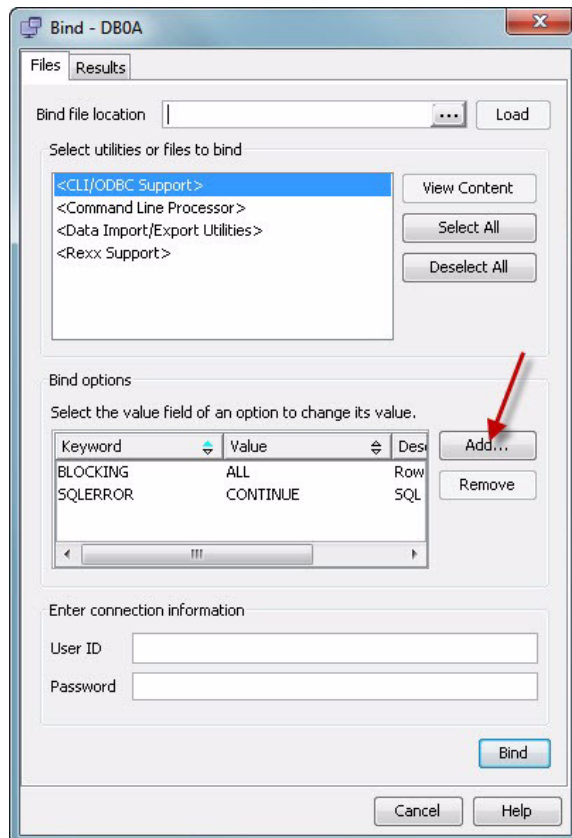 Bind - DB0A
Files Results
Bind file location ... Load
Select utilities or files to bind
<CLI/ODBC Support> View Content
<Command Line Processor>
<Data Import/Export Utilities> Select All
<Rexx Support>
Deselect All
Bind options
Select the value field of an option to change its value.
Keyword Value Des Add...
BLOCKING ALL Row
SQLERROR CONTINUE SQL Remove
Enter connection information
User ID
Password
Bind
Cancel Help